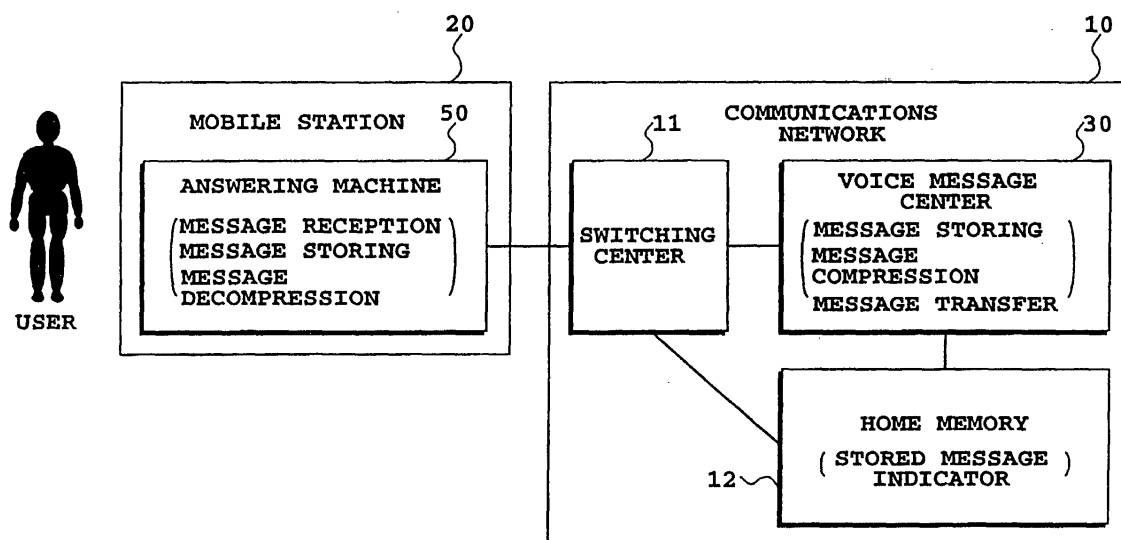 20
10
MOBILE STATION
50
ANSWERING MACHINE
(MESSAGE RECEPTION
MESSAGE STORING
MESSAGE
DECOMPRESSION)
USER
COMMUNICATIONS
NETWORK
11
30
SWITCHING
CENTER
VOICE MESSAGE
CENTER
(MESSAGE STORING
MESSAGE
COMPRESSION
MESSAGE TRANSFER)
HOME MEMORY
(STORED MESSAGE
INDICATOR)
12